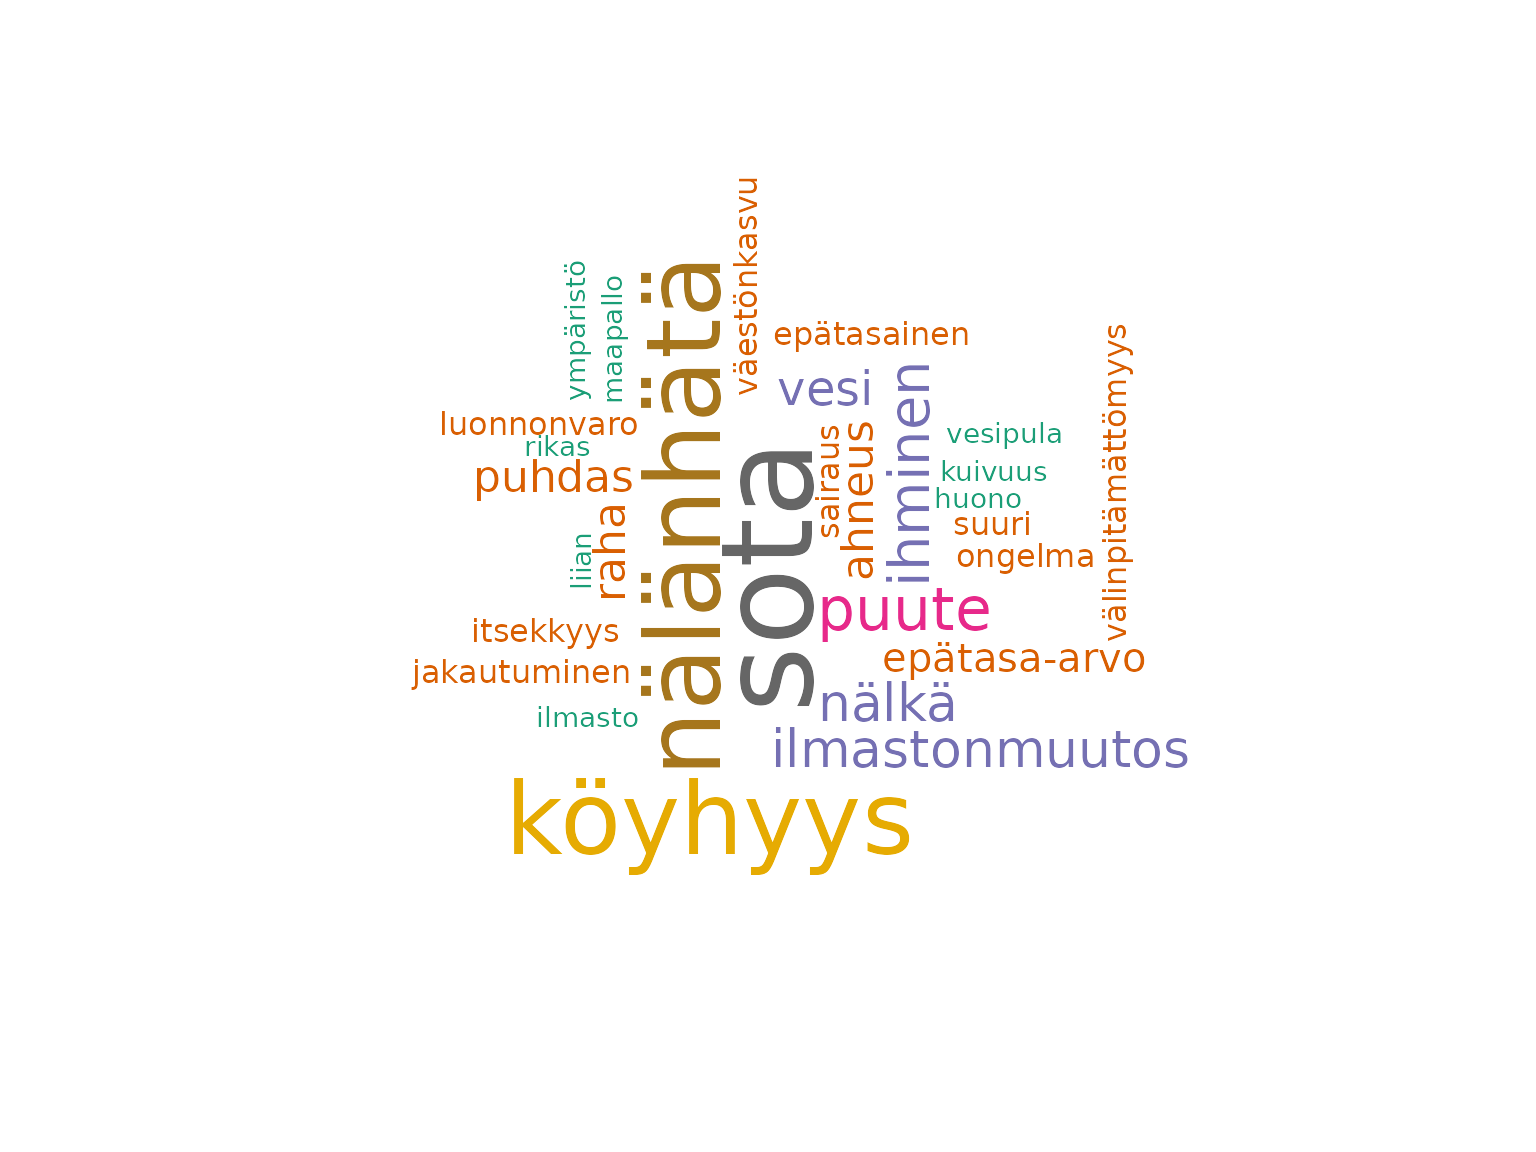 väestönkasvu
ympäristö
maapallo
nälänhätä
epätasainen
välinpitämättömyys
vesi
ihminen
luonnonvaro
rikas
puhdas
sota
sairaus
ahneus
vesipula
kuivuus
huono
suuri
ongelma
raha
liian
puute
itsekkyys
epätasa-arvo
jakautuminen
nälkä
ilmasto
ilmastonmuutos
köyhyys